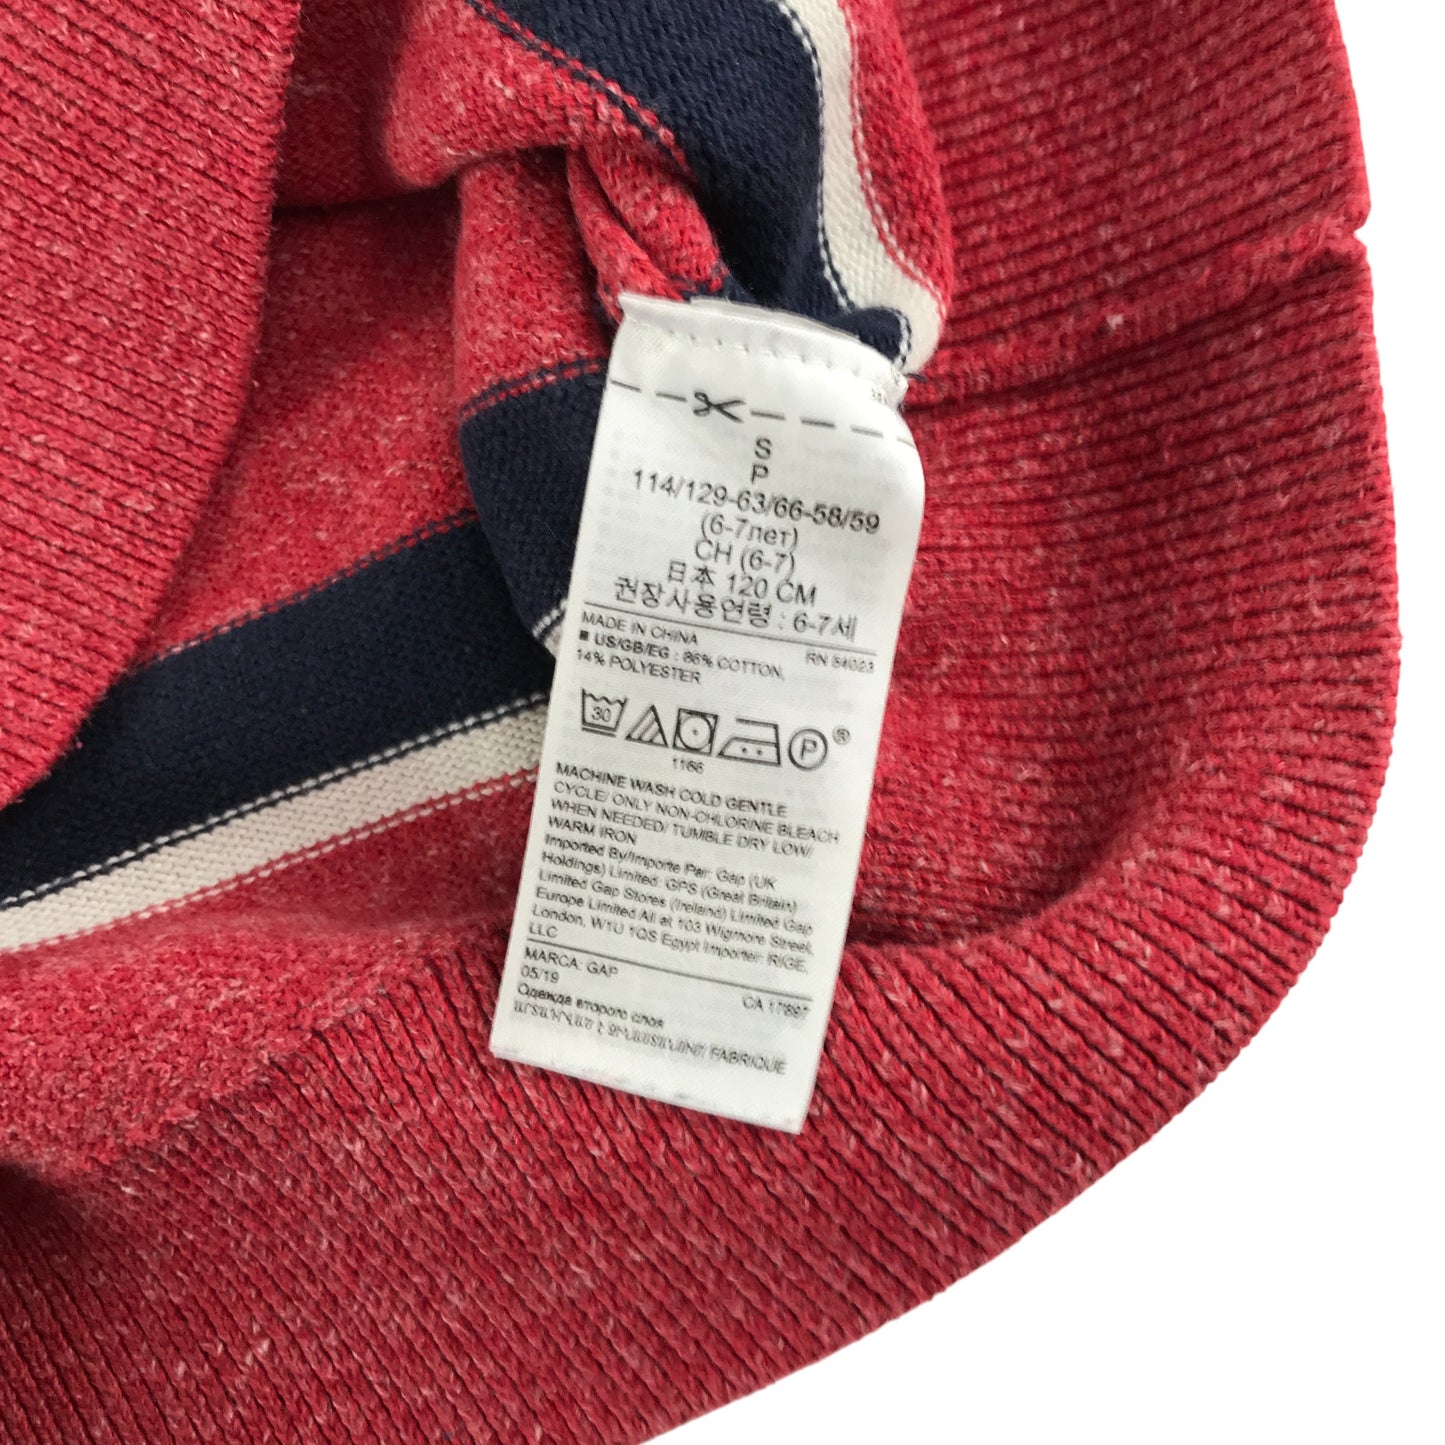 S
P
114/129-63/66-58/59
(6-7лет)
CH (6-7)
日本 120 CM
권장사용연령 : 6-7세
MADE IN CHINA RN 54023
■ US/GB/EG : 86% COTTON,
14% POLYESTER
30 P ®
1166
MACHINE WASH COLD GENTLE
CYCLE/ ONLY NON-CHLORINE BLEACH
WHEN NEEDED/ TUMBLE DRY LOW/
WARM IRON
Imported By/Importe Par: Gap (UK
Holdings) Limited. GPS (Great Britain)
Limited Gap Stores (Ireland) Limited Gap
Europe Limited All at 103 Wigmore Street,
London, W1U 1QS Egypt Importer: RIGE,
LLC
MARCA: GAP CA 17897
05/19
Одежда второго слоя
FABRIQUE